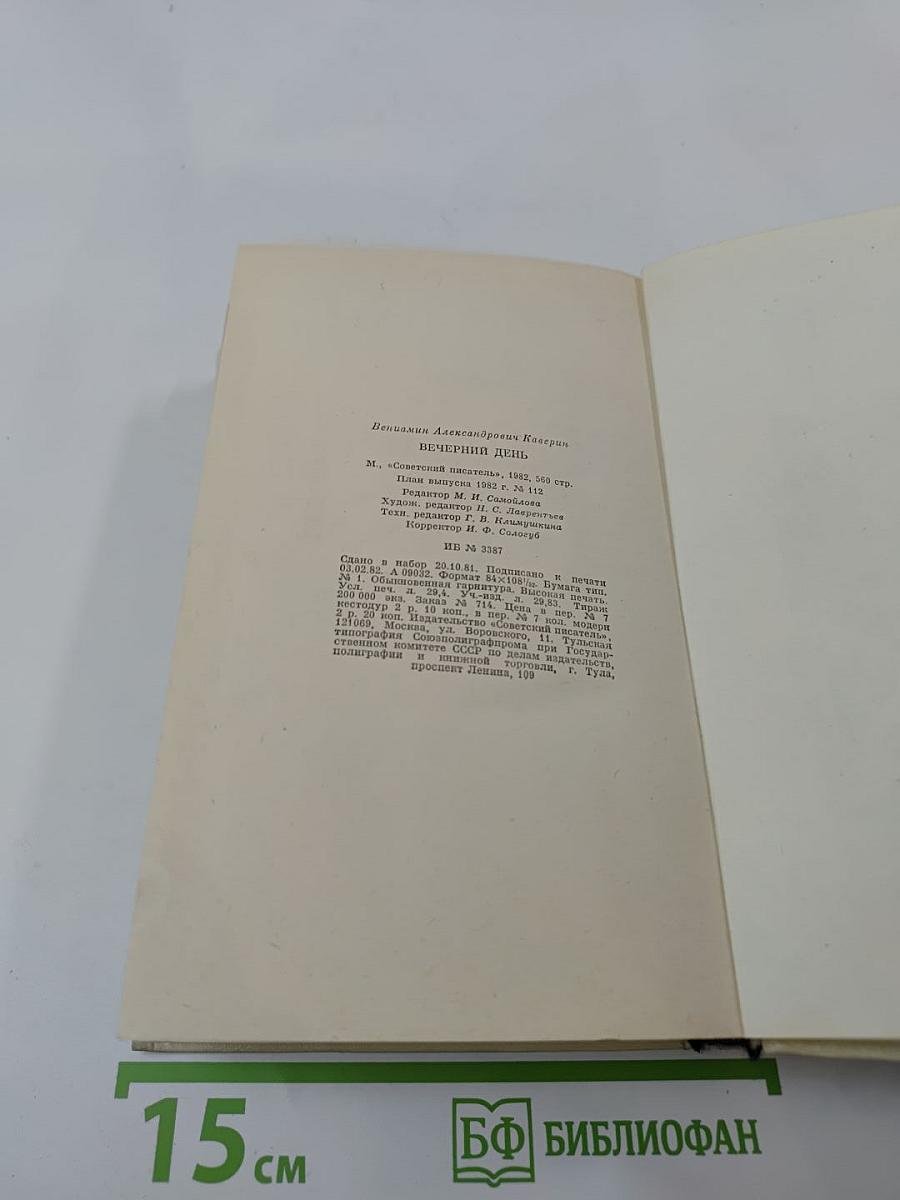 Вениамин Александрович Каверин
ВЕЧЕРНИЙ ДЕНЬ
М., «Советский писатель», 1982, 560 стр.
План выпуска 1982 г. № 112
Редактор М. И. Самойлова
Худож. редактор Н. С. Лаврентьев
Техн. редактор Г. В. Климушкина
Корректор И. Ф. Сологуб
ИБ № 3387
Сдано в набор 20.10.81. Подписано к печати
03.02.82. А 09032. Формат 84×108¹/₃₂. Бумага тип.
№ 1. Обыкновенная гарнитура. Высокая печать.
Усл. печ. л. 29,4. Уч.-изд. л. 29,83. Тираж
200 000 экз. Заказ № 714. Цена в пер. № 7
кестодур 2 р. 10 коп., в пер. № 7 кол. модерн
2 р. 20 коп. Издательство «Советский писатель»,
121069, Москва, ул. Воровского, 11. Тульская
типография Союзполиграфпрома при Государ-
ственном комитете СССР по делам издательств,
полиграфии и книжной торговли, г. Тула,
проспект Ленина, 109
15 см
БФ БИБЛИОФАН